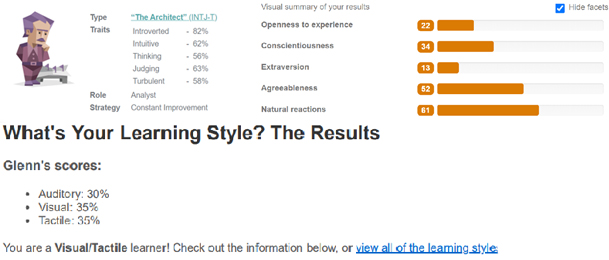 Type "The Architect" (INTJ-T)
Traits Introverted - 82%
Intuitive - 62%
Thinking - 56%
Judging - 63%
Turbulent - 58%
Role Analyst
Strategy Constant Improvement
Visual summary of your results Hide facets
Openness to experience 22
Conscientiousness 34
Extraversion 13
Agreeableness 52
Natural reactions 61
What's Your Learning Style? The Results
Glenn's scores:
• Auditory: 30%
• Visual: 35%
• Tactile: 35%
You are a Visual/Tactile learner! Check out the information below, or view all of the learning style